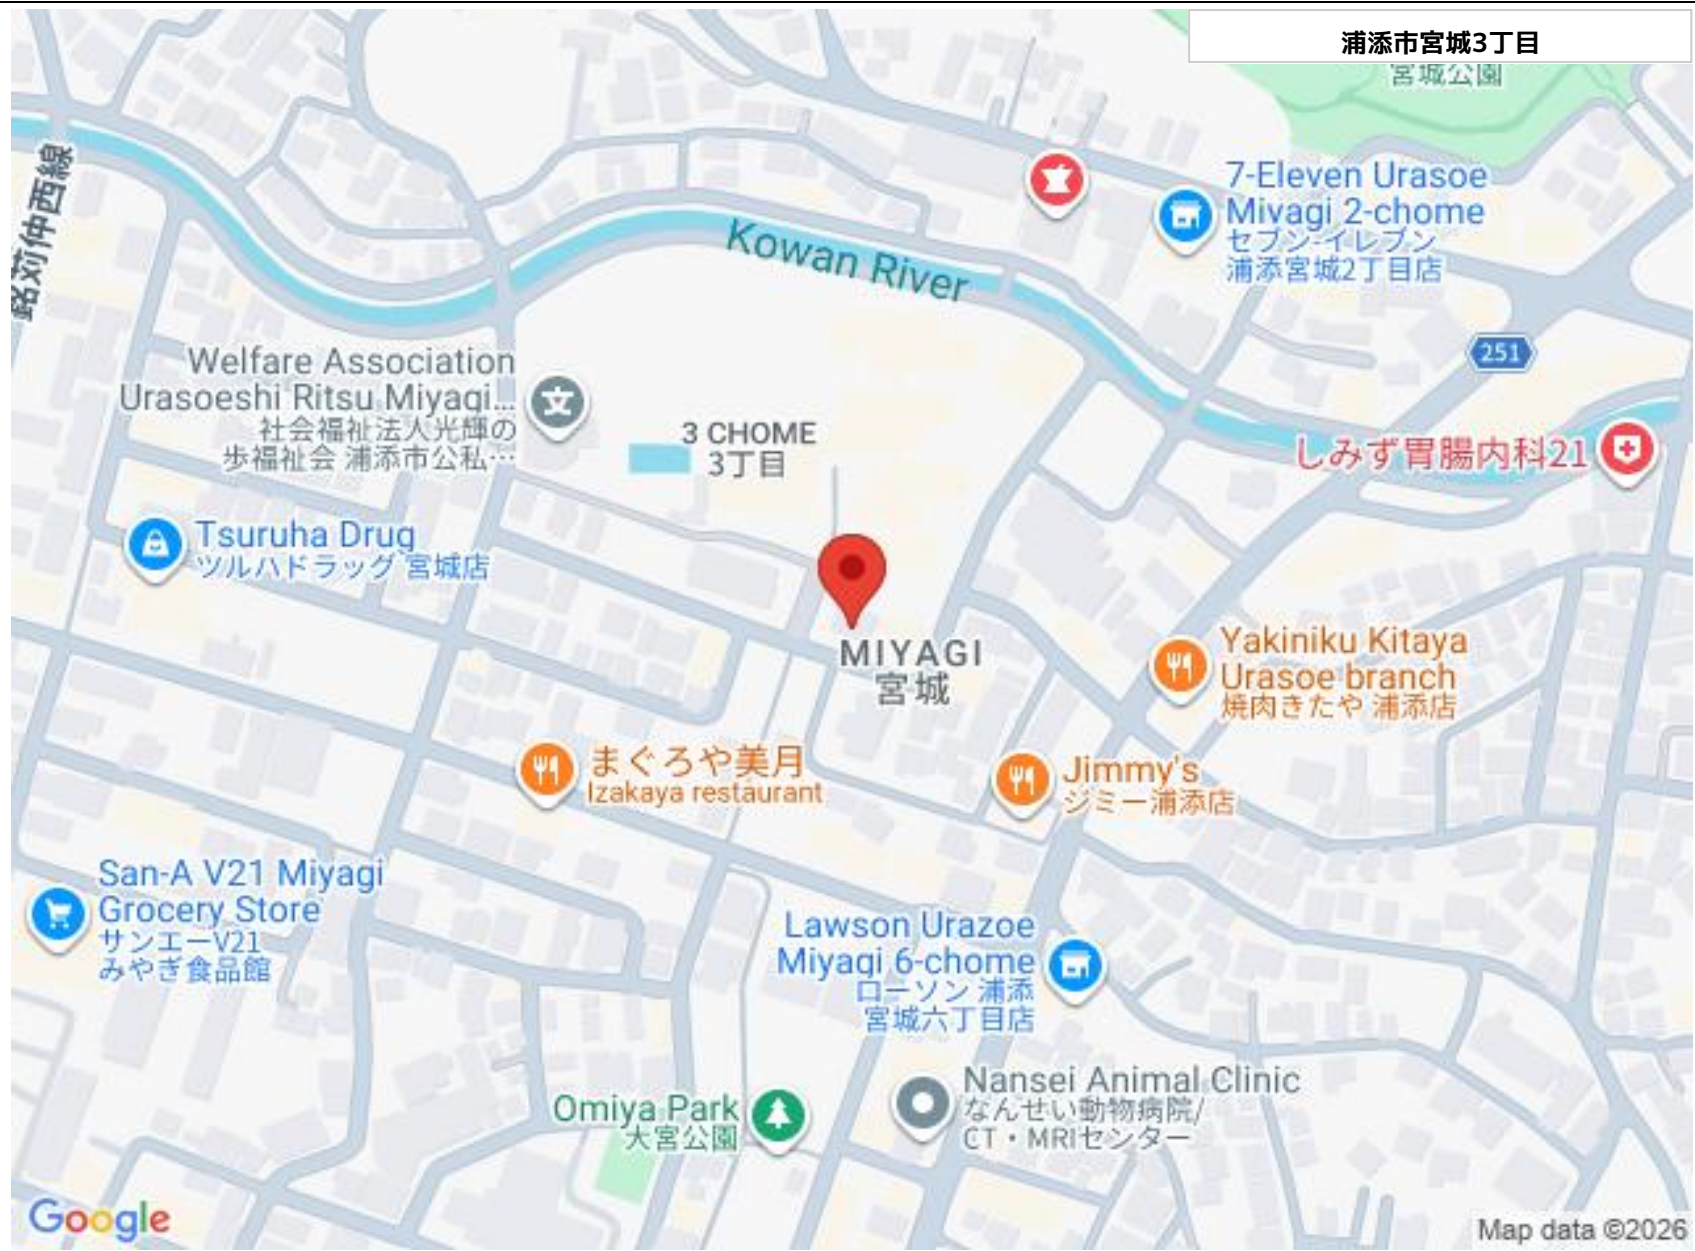 浦添市宮城3丁目
宮城公園
銘苅仲西線
7-Eleven Urasoe
Miyagi 2-chome
セブン-イレブン
浦添宮城2丁目店
Kowan River
251
Welfare Association
Urasoeshi Ritsu Miyagi...
社会福祉法人光輝の
歩福祉会 浦添市公私…
3 CHOME
3丁目
しみず胃腸内科21
Tsuruha Drug
ツルハドラッグ 宮城店
MIYAGI
宮城
Yakiniku Kitaya
Urasoe branch
焼肉きたや 浦添店
まぐろや美月
Izakaya restaurant
Jimmy's
ジミー浦添店
San-A V21 Miyagi
Grocery Store
サンエーV21
みやぎ食品館
Lawson Urazoe
Miyagi 6-chome
ローソン 浦添
宮城六丁目店
Nansei Animal Clinic
なんせい動物病院/
CT・MRIセンター
Omiya Park
大宮公園
Google
Map data ©2026